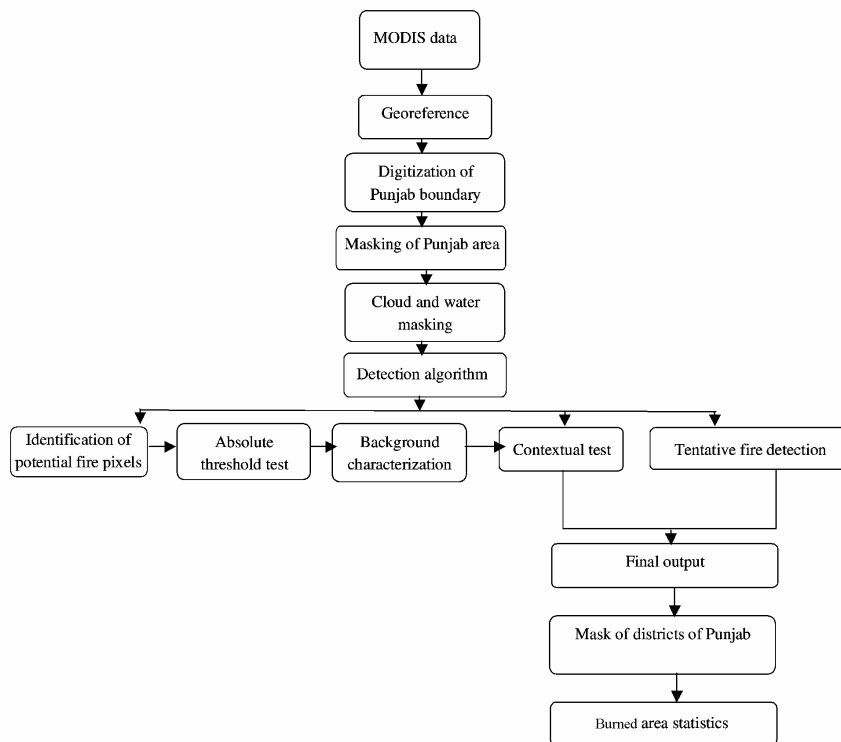 MODIS data
Georeference
Digitization of
Punjab boundary
Masking of Punjab area
Cloud and water
masking
Detection algorithm
Identification of
potential fire pixels
Absolute
threshold test
Background
characterization
Contextual test
Tentative fire detection
Final output
Mask of districts of Punjab
Burned area statistics